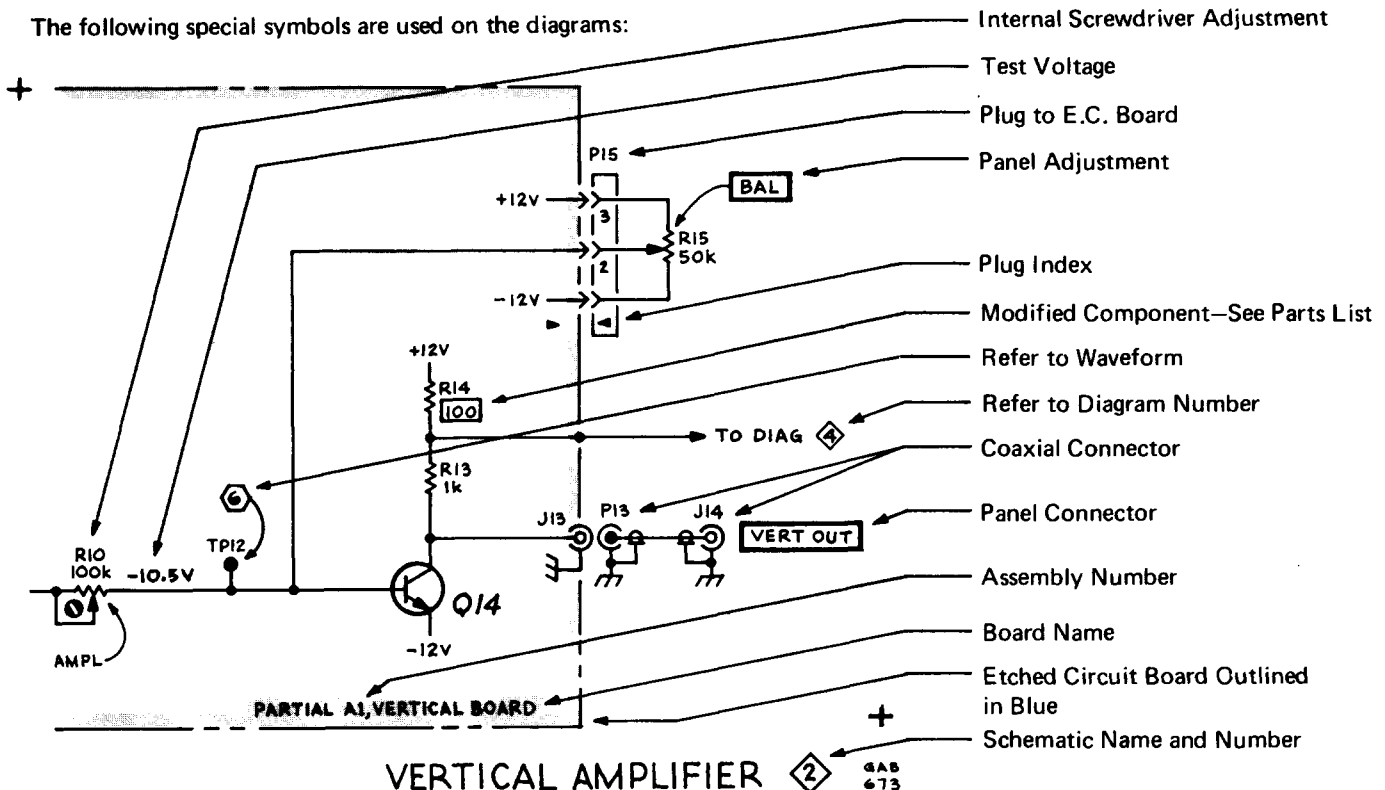 The following special symbols are used on the diagrams:
Internal Screwdriver Adjustment
Test Voltage
Plug to E.C. Board
Panel Adjustment
Plug Index
Modified Component—See Parts List
Refer to Waveform
Refer to Diagram Number
Coaxial Connector
Panel Connector
Assembly Number
Board Name
Etched Circuit Board Outlined
in Blue
Schematic Name and Number
P15
BAL
+12V
3
R15
50k
2
-12V
+12V
R14
100
TO DIAG 4
R13
1k
6
J13 P13 J14
VERT OUT
TP12
R10
100k
-10.5V
Q14
-12V
AMPL
PARTIAL A1, VERTICAL BOARD
VERTICAL AMPLIFIER 2
GAB
673